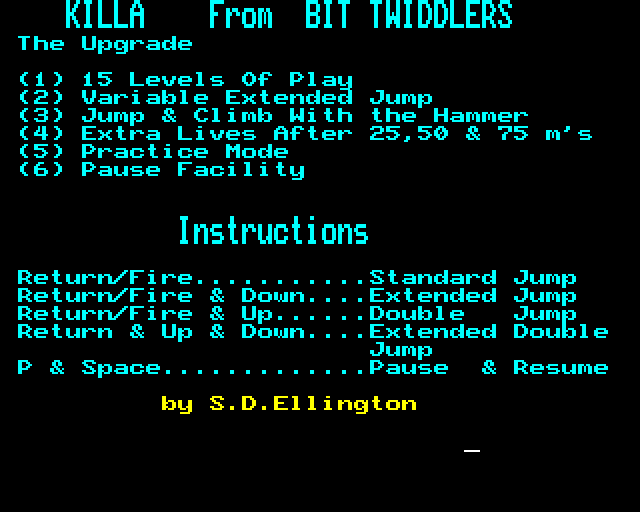 KILLA From BIT TWIDDLERS
The Upgrade
(1) 15 Levels Of Play
(2) Variable Extended Jump
(3) Jump & Climb With the Hammer
(4) Extra Lives After 25,50 & 75 m's
(5) Practice Mode
(6) Pause Facility
Instructions
Return/Fire...........Standard Jump
Return/Fire & Down....Extended Jump
Return/Fire & Up......Double Jump
Return & Up & Down....Extended Double
Jump
P & Space.............Pause & Resume
by S.D.Ellington